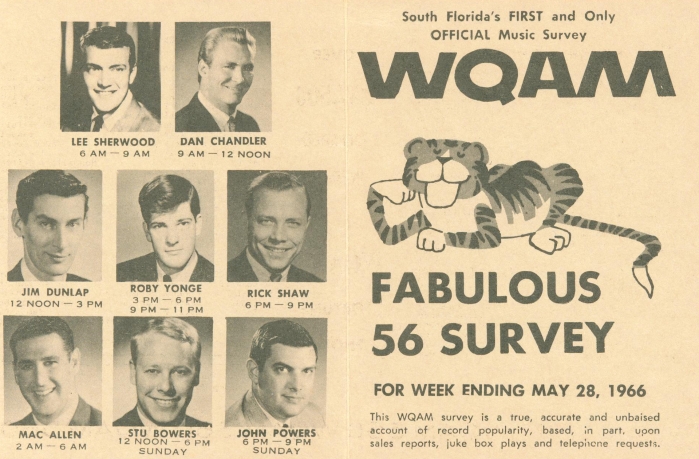 LEE SHERWOOD
6 AM — 9 AM
DAN CHANDLER
9 AM — 12 NOON
JIM DUNLAP
12 NOON — 3 PM
ROBY YONGE
3 PM — 6 PM
9 PM — 11 PM
RICK SHAW
6 PM — 9 PM
MAC ALLEN
2 AM — 6 AM
STU BOWERS
12 NOON — 6 PM
SUNDAY
JOHN POWERS
6 PM — 9 PM
SUNDAY
South Florida's FIRST and Only
OFFICIAL Music Survey
WQAM
FABULOUS
56 SURVEY
FOR WEEK ENDING MAY 28, 1966
This WQAM survey is a true, accurate and unbaised
account of record popularity, based, in part, upon
sales reports, juke box plays and telephone requests.